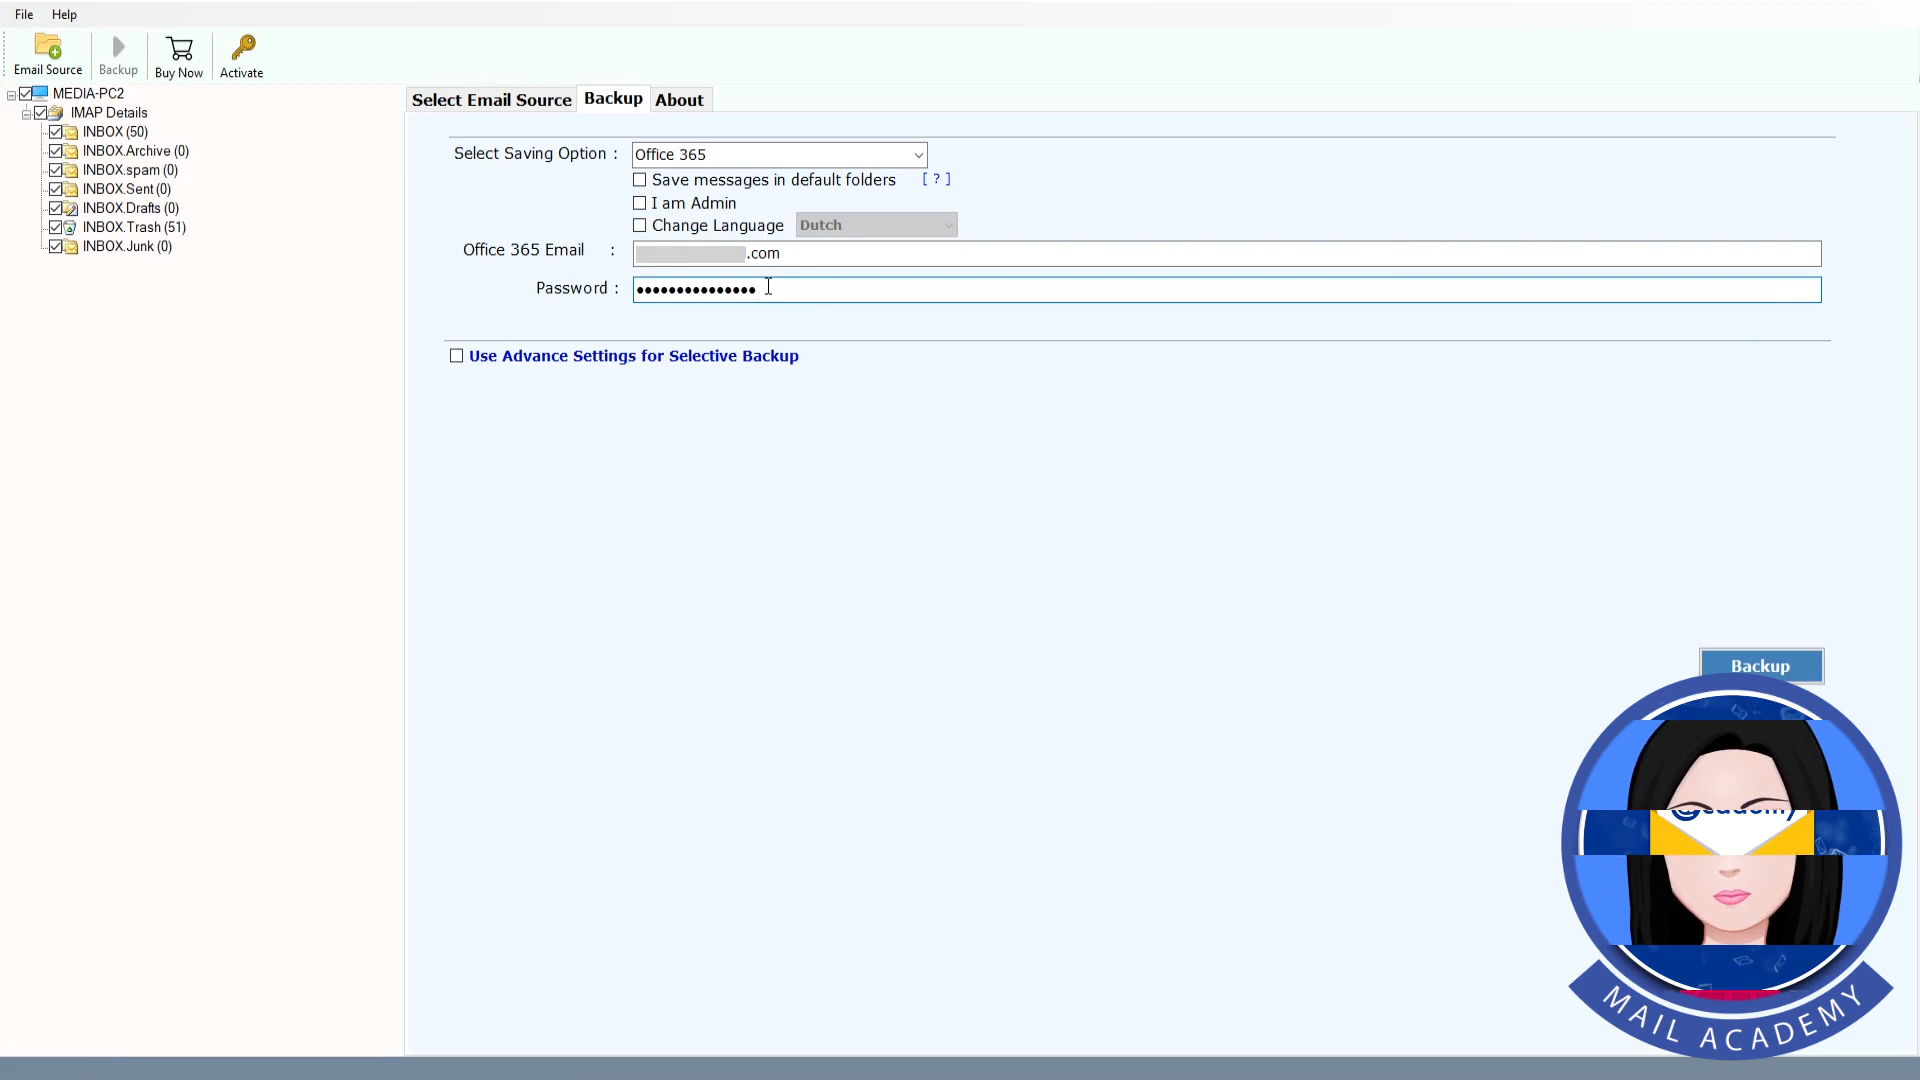 File Help
Email Source Backup Buy Now Activate
MEDIA-PC2
IMAP Details
INBOX (50)
INBOX.Archive (0)
INBOX.spam (0)
INBOX.Sent (0)
INBOX.Drafts (0)
INBOX.Trash (51)
INBOX.Junk (0)
Select Email Source Backup About
Select Saving Option : Office 365
Save messages in default folders [ ? ]
I am Admin
Change Language Dutch
Office 365 Email : .com
Password : ●●●●●●●●●●●●●●●
Use Advance Settings for Selective Backup
Backup
MAIL ACADEMY